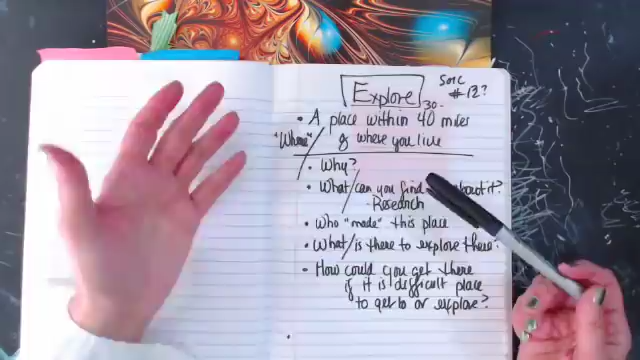 Explore
SOTC
#12?
30-
• A place within 40 miles
"Where" / of where you live
• Why?
• What / can you find about it?
- Research
• Who "made" this place
• What / is there to explore there?
• How could you get there
if it is difficult place
to get to or explore?